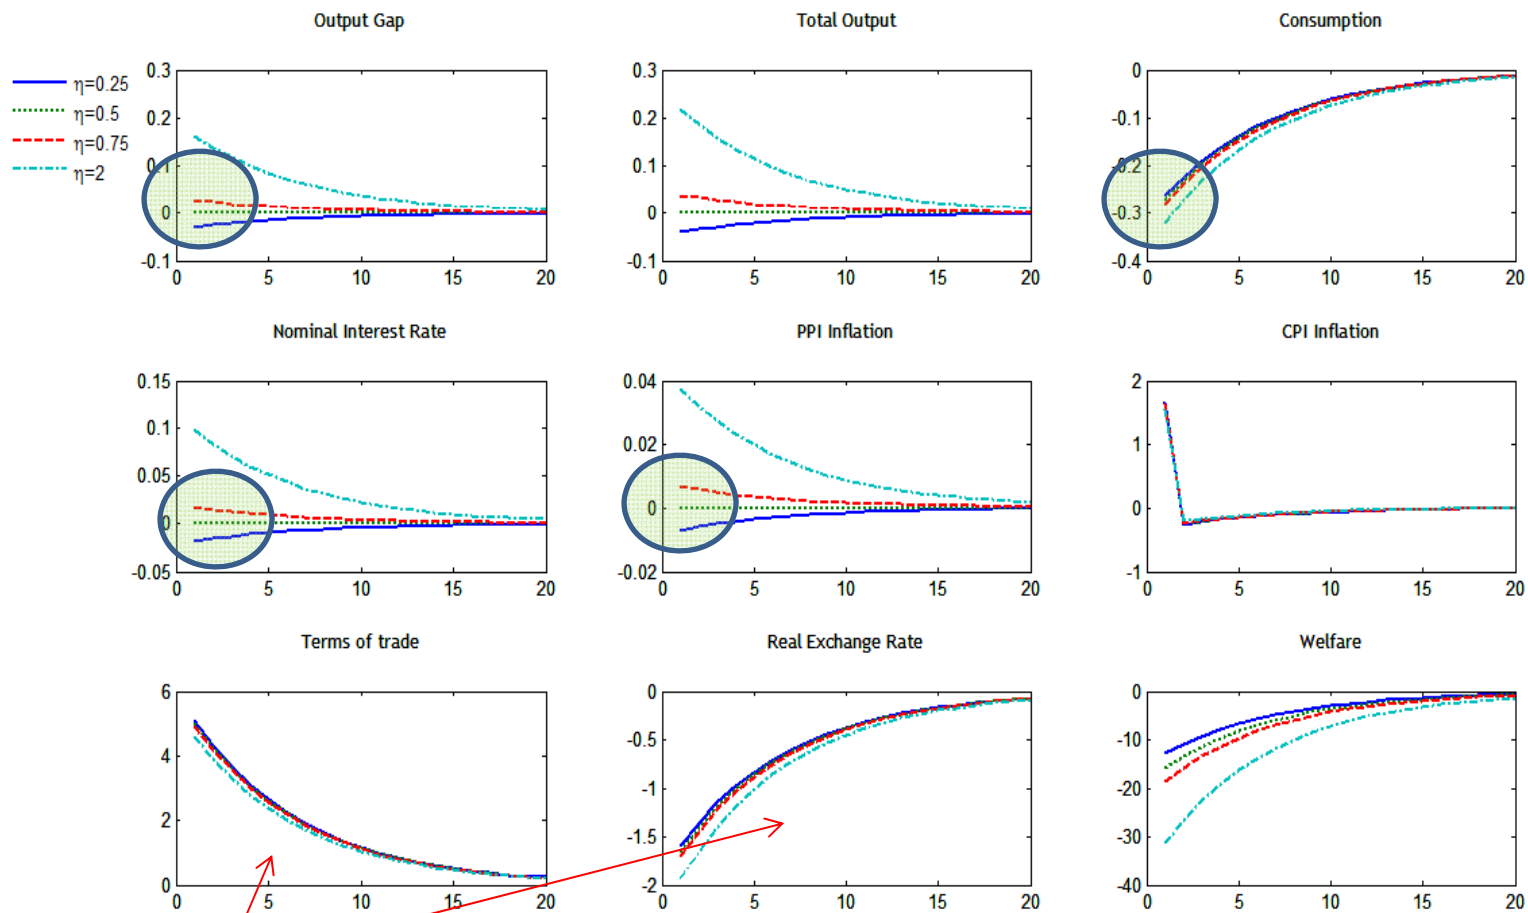 Output Gap
Total Output
Consumption
η=0.25
η=0.5
η=0.75
η=2
0.3
0.2
0.1
0
-0.1
0 5 10 15 20
0.3
0.2
0.1
0
-0.1
0 5 10 15 20
0
-0.1
-0.2
-0.3
-0.4
0 5 10 15 20
Nominal Interest Rate
PPI Inflation
CPI Inflation
0.15
0.1
0.05
0
-0.05
0 5 10 15 20
0.04
0.02
0
-0.02
0 5 10 15 20
2
1
0
-1
0 5 10 15 20
Terms of trade
Real Exchange Rate
Welfare
6
4
2
0
0 5 10 15 20
0
-0.5
-1
-1.5
-2
0 5 10 15 20
0
-10
-20
-30
-40
0 5 10 15 20